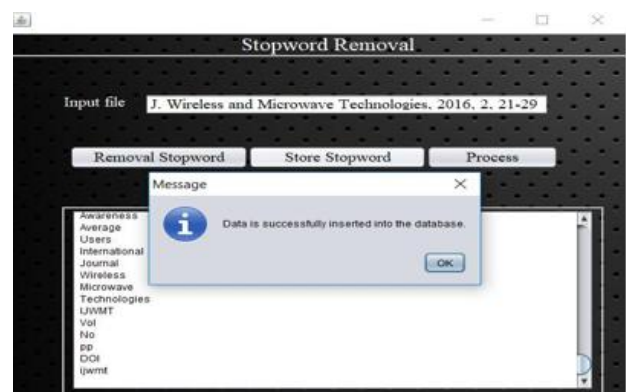 Stopword Removal
Input file J. Wireless and Microwave Technologies, 2016, 2, 21-29
Removal Stopword Store Stopword Process
Message
Data is successfully inserted into the database.
OK
Awareness
Average
Users
International
Journal
Wireless
Microwave
Technologies
IJWMT
Vol
No
pp
DOI
ijwmt